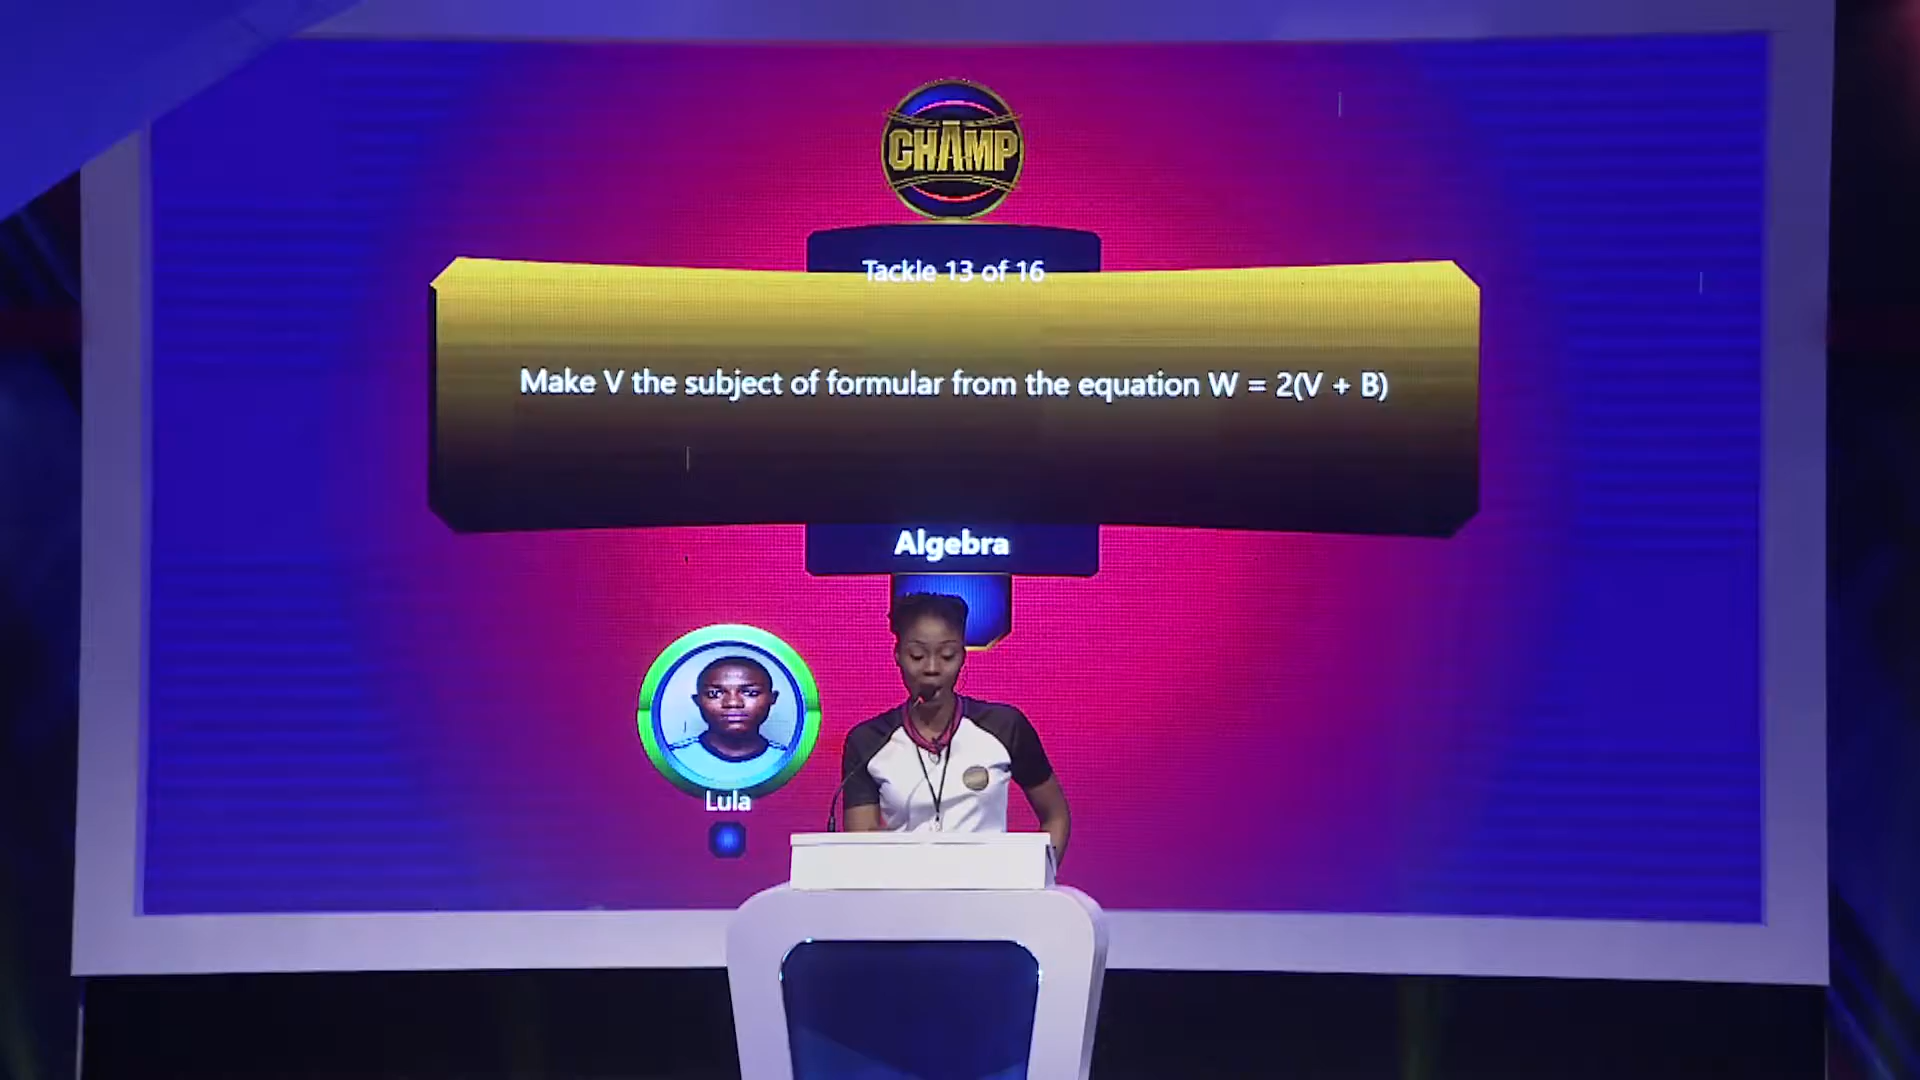 CHAMP
Tackle 13 of 16
Make V the subject of formular from the equation W = 2(V + B)
Algebra
Lula